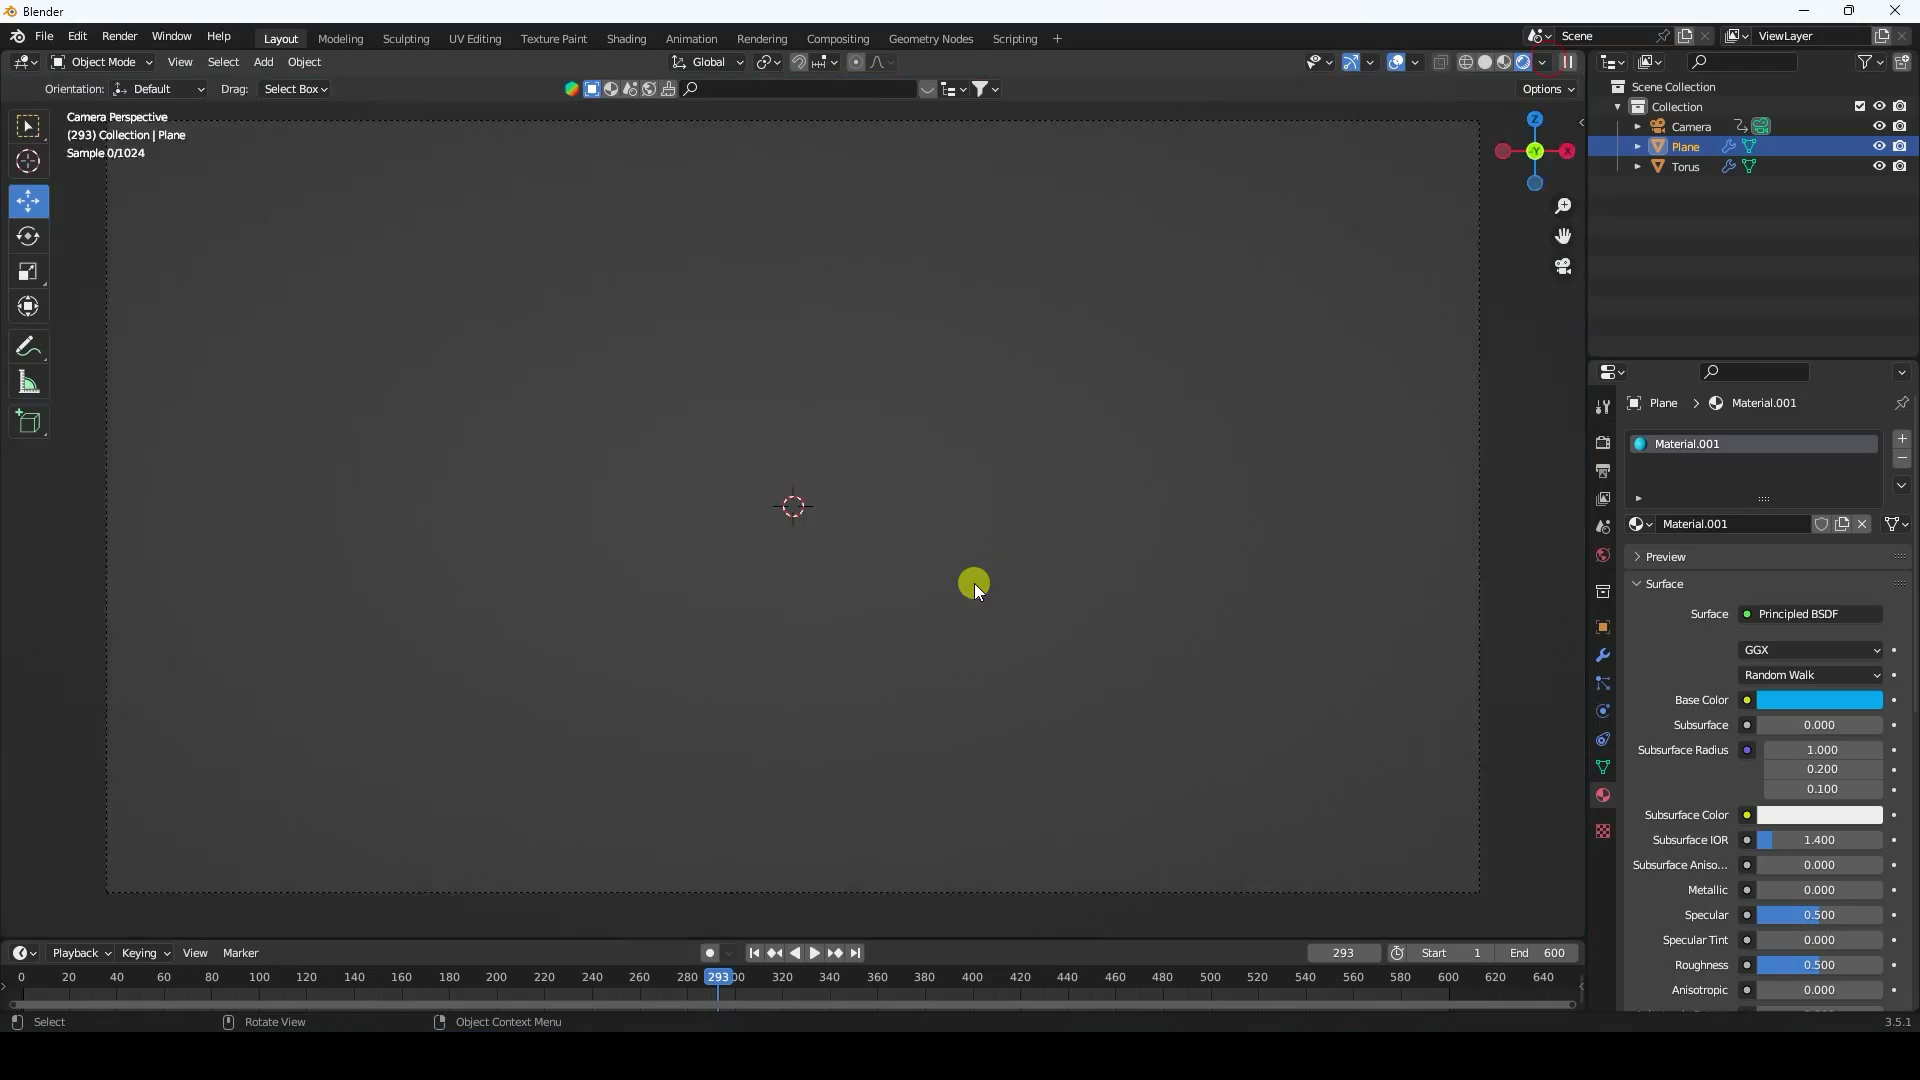 Blender
File Edit Render Window Help Layout Modeling Sculpting UV Editing Texture Paint Shading Animation Rendering Compositing Geometry Nodes Scripting + Scene ViewLayer
Object Mode View Select Add Object Global
Orientation: Default Drag: Select Box Options
Camera Perspective
(293) Collection | Plane
Sample 0/1024
Z
-Y
X
Scene Collection
Collection
Camera
Plane
Torus
Plane > Material.001
Material.001
Material.001
Preview
Surface
Surface Principled BSDF
GGX
Random Walk
Base Color
Subsurface 0.000
Subsurface Radius 1.000
0.200
0.100
Subsurface Color
Subsurface IOR 1.400
Subsurface Aniso... 0.000
Metallic 0.000
Specular 0.500
Specular Tint 0.000
Roughness 0.500
Anisotropic 0.000
Playback Keying View Marker 293 Start 1 End 600
0 20 40 60 80 100 120 140 160 180 200 220 240 260 280 293 320 340 360 380 400 420 440 460 480 500 520 540 560 580 600 620 640
Select Rotate View Object Context Menu 3.5.1